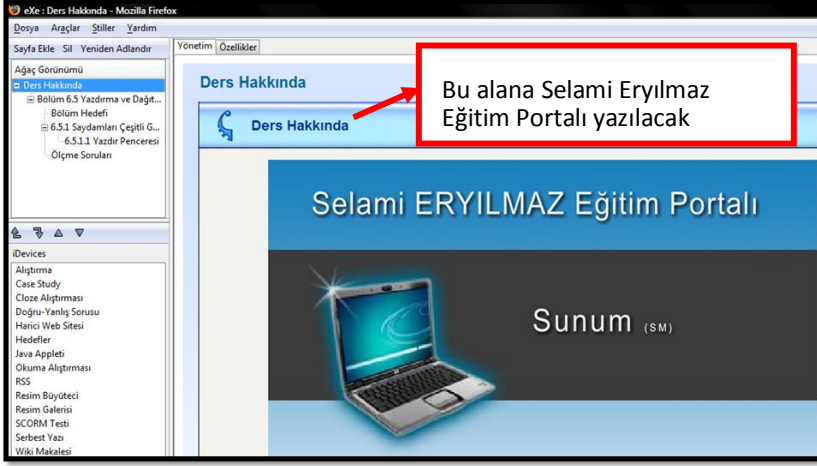 eXe : Ders Hakkında - Mozilla Firefox
Dosya Araçlar Stiller Yardım
Sayfa Ekle Sil Yeniden Adlandır
Yönetim Özellikler
Ağaç Görünümü
Ders Hakkında
Bölüm 6.5 Yazdırma ve Dağıt...
Bölüm Hedefi
6.5.1 Saydamları Çeşitli G...
6.5.1.1 Yazdır Penceresi
Ölçme Soruları
iDevices
Alıştırma
Case Study
Cloze Alıştırması
Doğru-Yanlış Sorusu
Harici Web Sitesi
Hedefler
Java Appleti
Okuma Alıştırması
RSS
Resim Büyüteci
Resim Galerisi
SCORM Testi
Serbest Yazı
Wiki Makalesi
Ders Hakkında
Ders Hakkında
Bu alana Selami Eryılmaz
Eğitim Portalı yazılacak
Selami ERYILMAZ Eğitim Portalı
Sunum (SM)